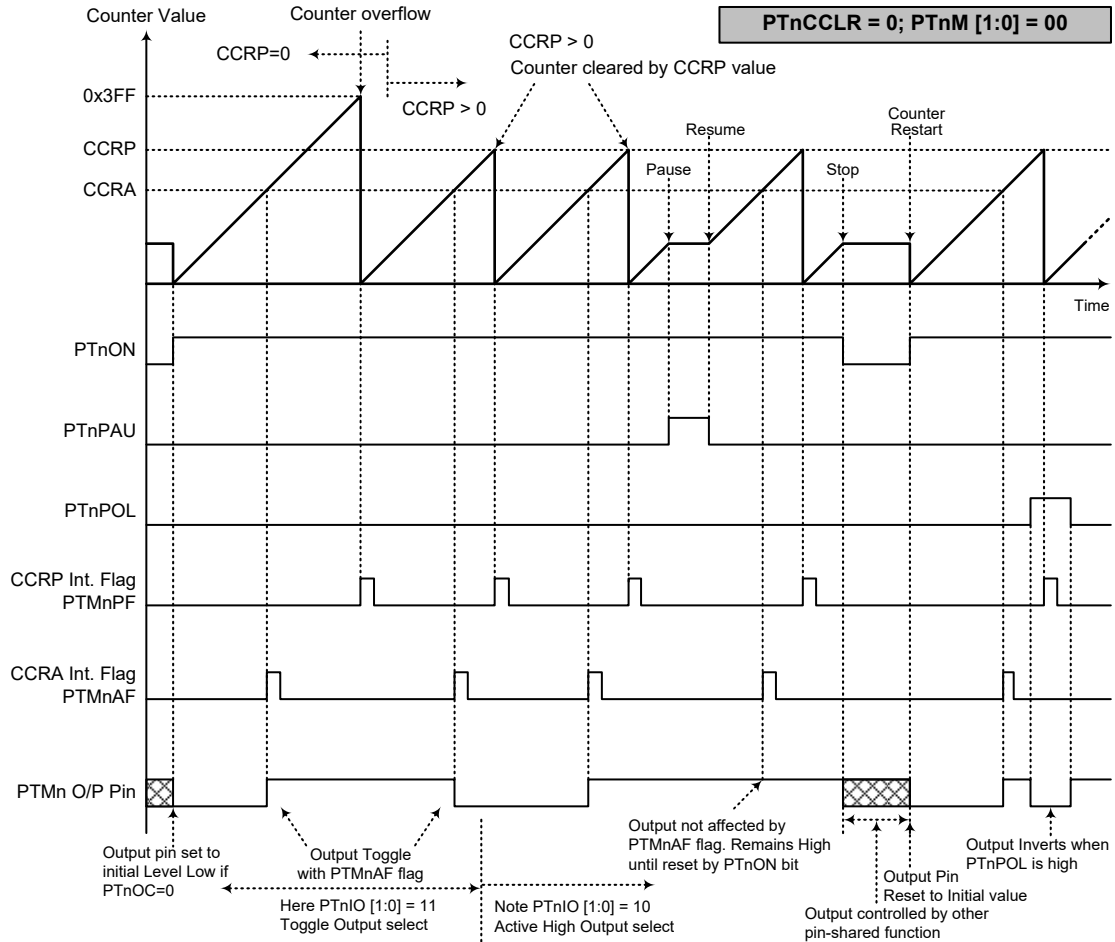 Counter Value
Counter overflow
PTnCCLR = 0; PTnM [1:0] = 00
CCRP=0
CCRP > 0
CCRP > 0
Counter cleared by CCRP value
0x3FF
CCRP
CCRA
Pause
Resume
Stop
Counter
Restart
Time
PTnON
PTnPAU
PTnPOL
CCRP Int. Flag
PTMnPF
CCRA Int. Flag
PTMnAF
PTMn O/P Pin
Output pin set to
initial Level Low if
PTnOC=0
Output Toggle
with PTMnAF flag
Here PTnIO [1:0] = 11
Toggle Output select
Note PTnIO [1:0] = 10
Active High Output select
Output not affected by
PTMnAF flag. Remains High
until reset by PTnON bit
Output controlled by other
pin-shared function
Output Pin
Reset to Initial value
Output Inverts when
PTnPOL is high